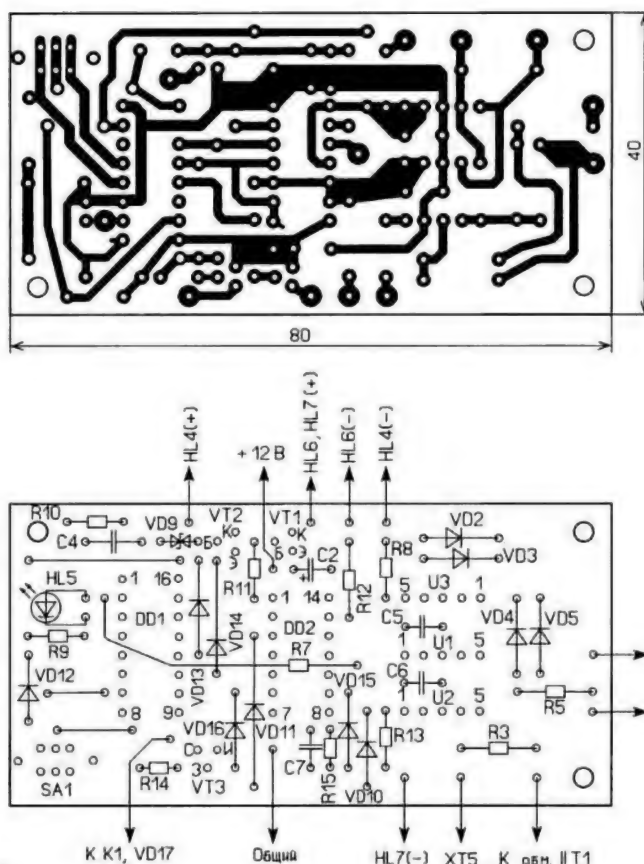 40
80
HL4(+)
+12 В
HL6, HL7(+)
HL6(-)
HL4(-)
R10
C4
VD9
VT2
К
Б
Э
VT1
К
Б
Э
C2
+
R11
R12
R8
VD2
VD3
HL5
1
16
DD1
VD13
VD14
1
14
DD2
5
U3
1
C5
1
U1
5
VD4
VD5
R9
R7
C6
1
U2
5
R5
VD12
8
9
VD16
VD11
7
8
VD15
VD10
R13
R3
SA1
R14
С
И
З
VT3
C7
R15
К К1, VD17
Общий
HL7(-)
XT5
К обм. II T1